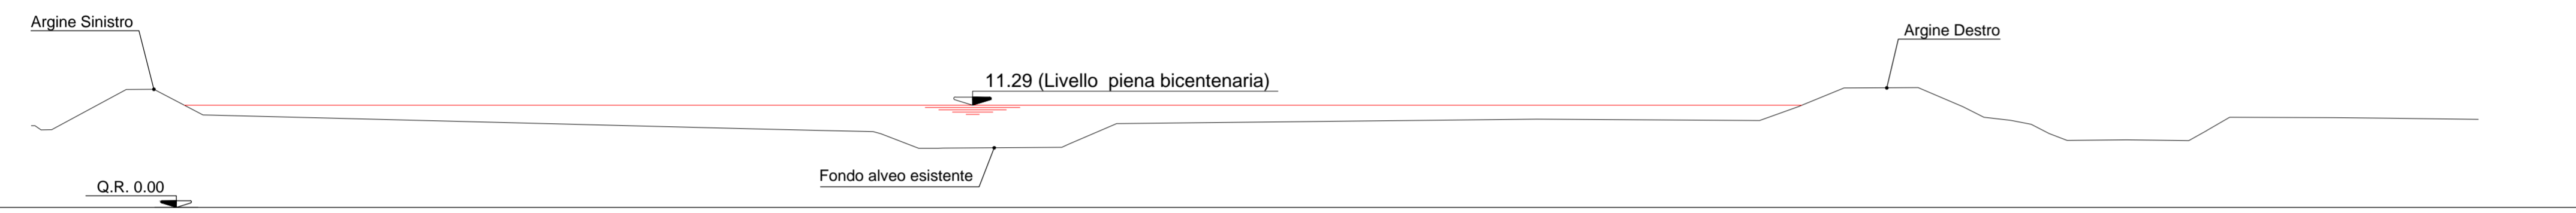 Argine Sinistro
Argine Destro
11.29 (Livello  piena bicentenaria)
Fondo alveo esistente
Q.R. 0.00